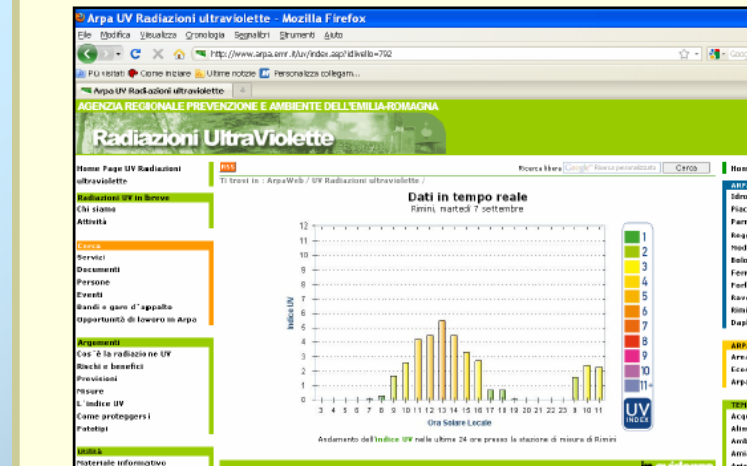 Arpa UV Radiazioni ultraviolette - Mozilla Firefox
File Modifica Visualizza Cronologia Segnalibri Strumenti Aiuto
http://www.arpa.emr.it/uv/index.asp?idlivello=792
Più visitati Come iniziare Ultime notizie Personalizza collegam...
Arpa UV Radiazioni ultraviolette
AGENZIA REGIONALE PREVENZIONE E AMBIENTE DELL'EMILIA-ROMAGNA
Radiazioni UltraViolette
Home Page UV Radiazioni
ultraviolette
RSS
Ricerca libera Google Ricerca personalizzata Cerca
Ti trovi in : ArpaWeb / UV Radiazioni ultraviolette /
Radiazioni UV in breve
Chi siamo
Attività
Cerca
Servizi
Documenti
Persone
Eventi
Bandi e gare d'appalto
Opportunità di lavoro in Arpa
Argomenti
Cos'è la radiazione UV
Rischi e benefici
Previsioni
Misure
L'indice UV
Come proteggersi
Fototipi
Utilità
Materiale informativo
Dati in tempo reale
Rimini, martedì 7 settembre
Indice UV
12
11
10
9
8
7
6
5
4
3
2
1
0
3 4 5 6 7 8 9 10 11 12 13 14 15 16 17 18 19 20 21 22 23 9 10 11
Ora Solare Locale
1
2
3
4
5
6
7
8
9
10
11+
UV
INDEX
Andamento dell'Indice UV nelle ultime 24 ore presso la stazione di misura di Rimini